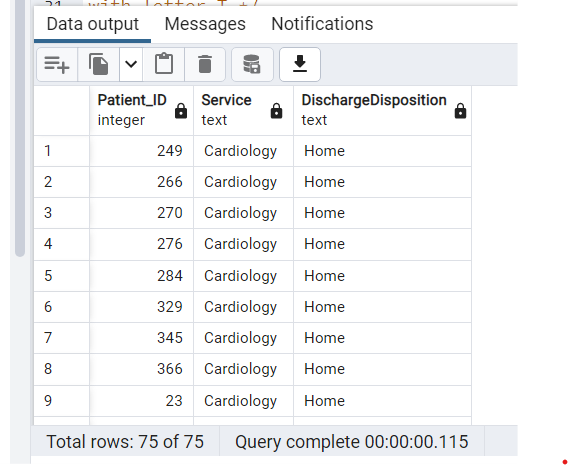 Data output Messages Notifications
Patient_ID Service DischargeDisposition
integer text text
1 249 Cardiology Home
2 266 Cardiology Home
3 270 Cardiology Home
4 276 Cardiology Home
5 284 Cardiology Home
6 329 Cardiology Home
7 345 Cardiology Home
8 366 Cardiology Home
9 23 Cardiology Home
Total rows: 75 of 75 Query complete 00:00:00.115